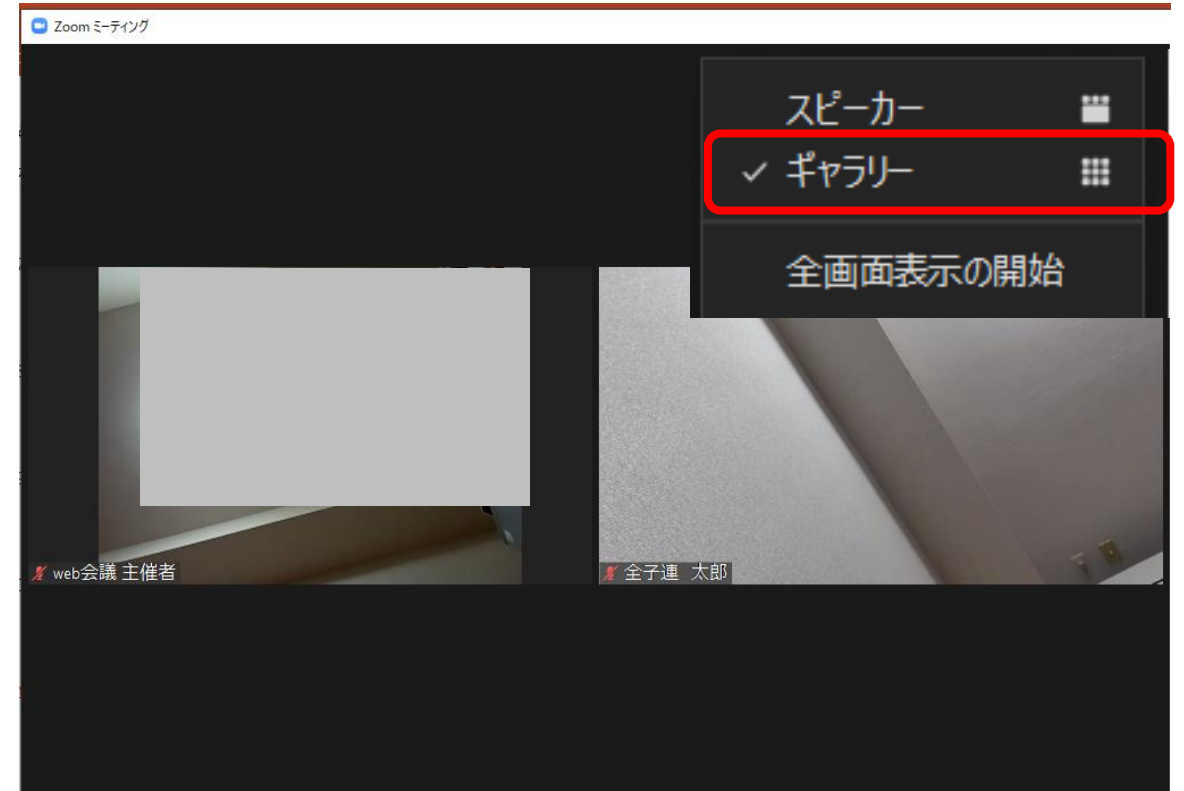 Zoom ミーティング
スピーカー
ギャラリー
全画面表示の開始
web会議 主催者
全子連 太郎